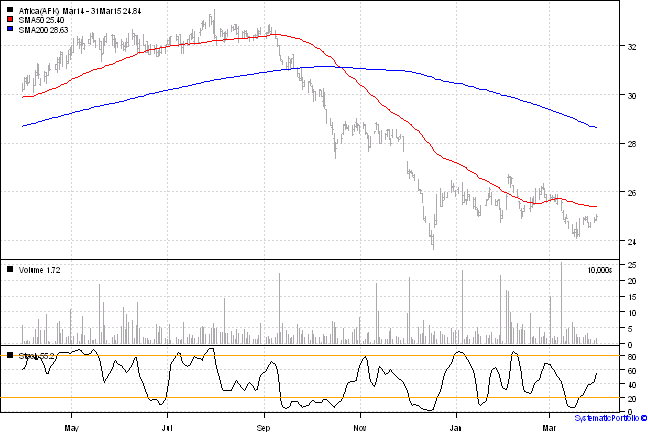 Africa(AFK) Mar14 - 31Mar15 24.84
SMA50 25.40
SMA200 28.63
32
30
28
26
24
Volume 1.72
10,000s
25
20
15
10
5
0
Stoch 55.2
80
60
40
20
0
May Jul Sep Nov Jan Mar
SystematicPortfolio ©